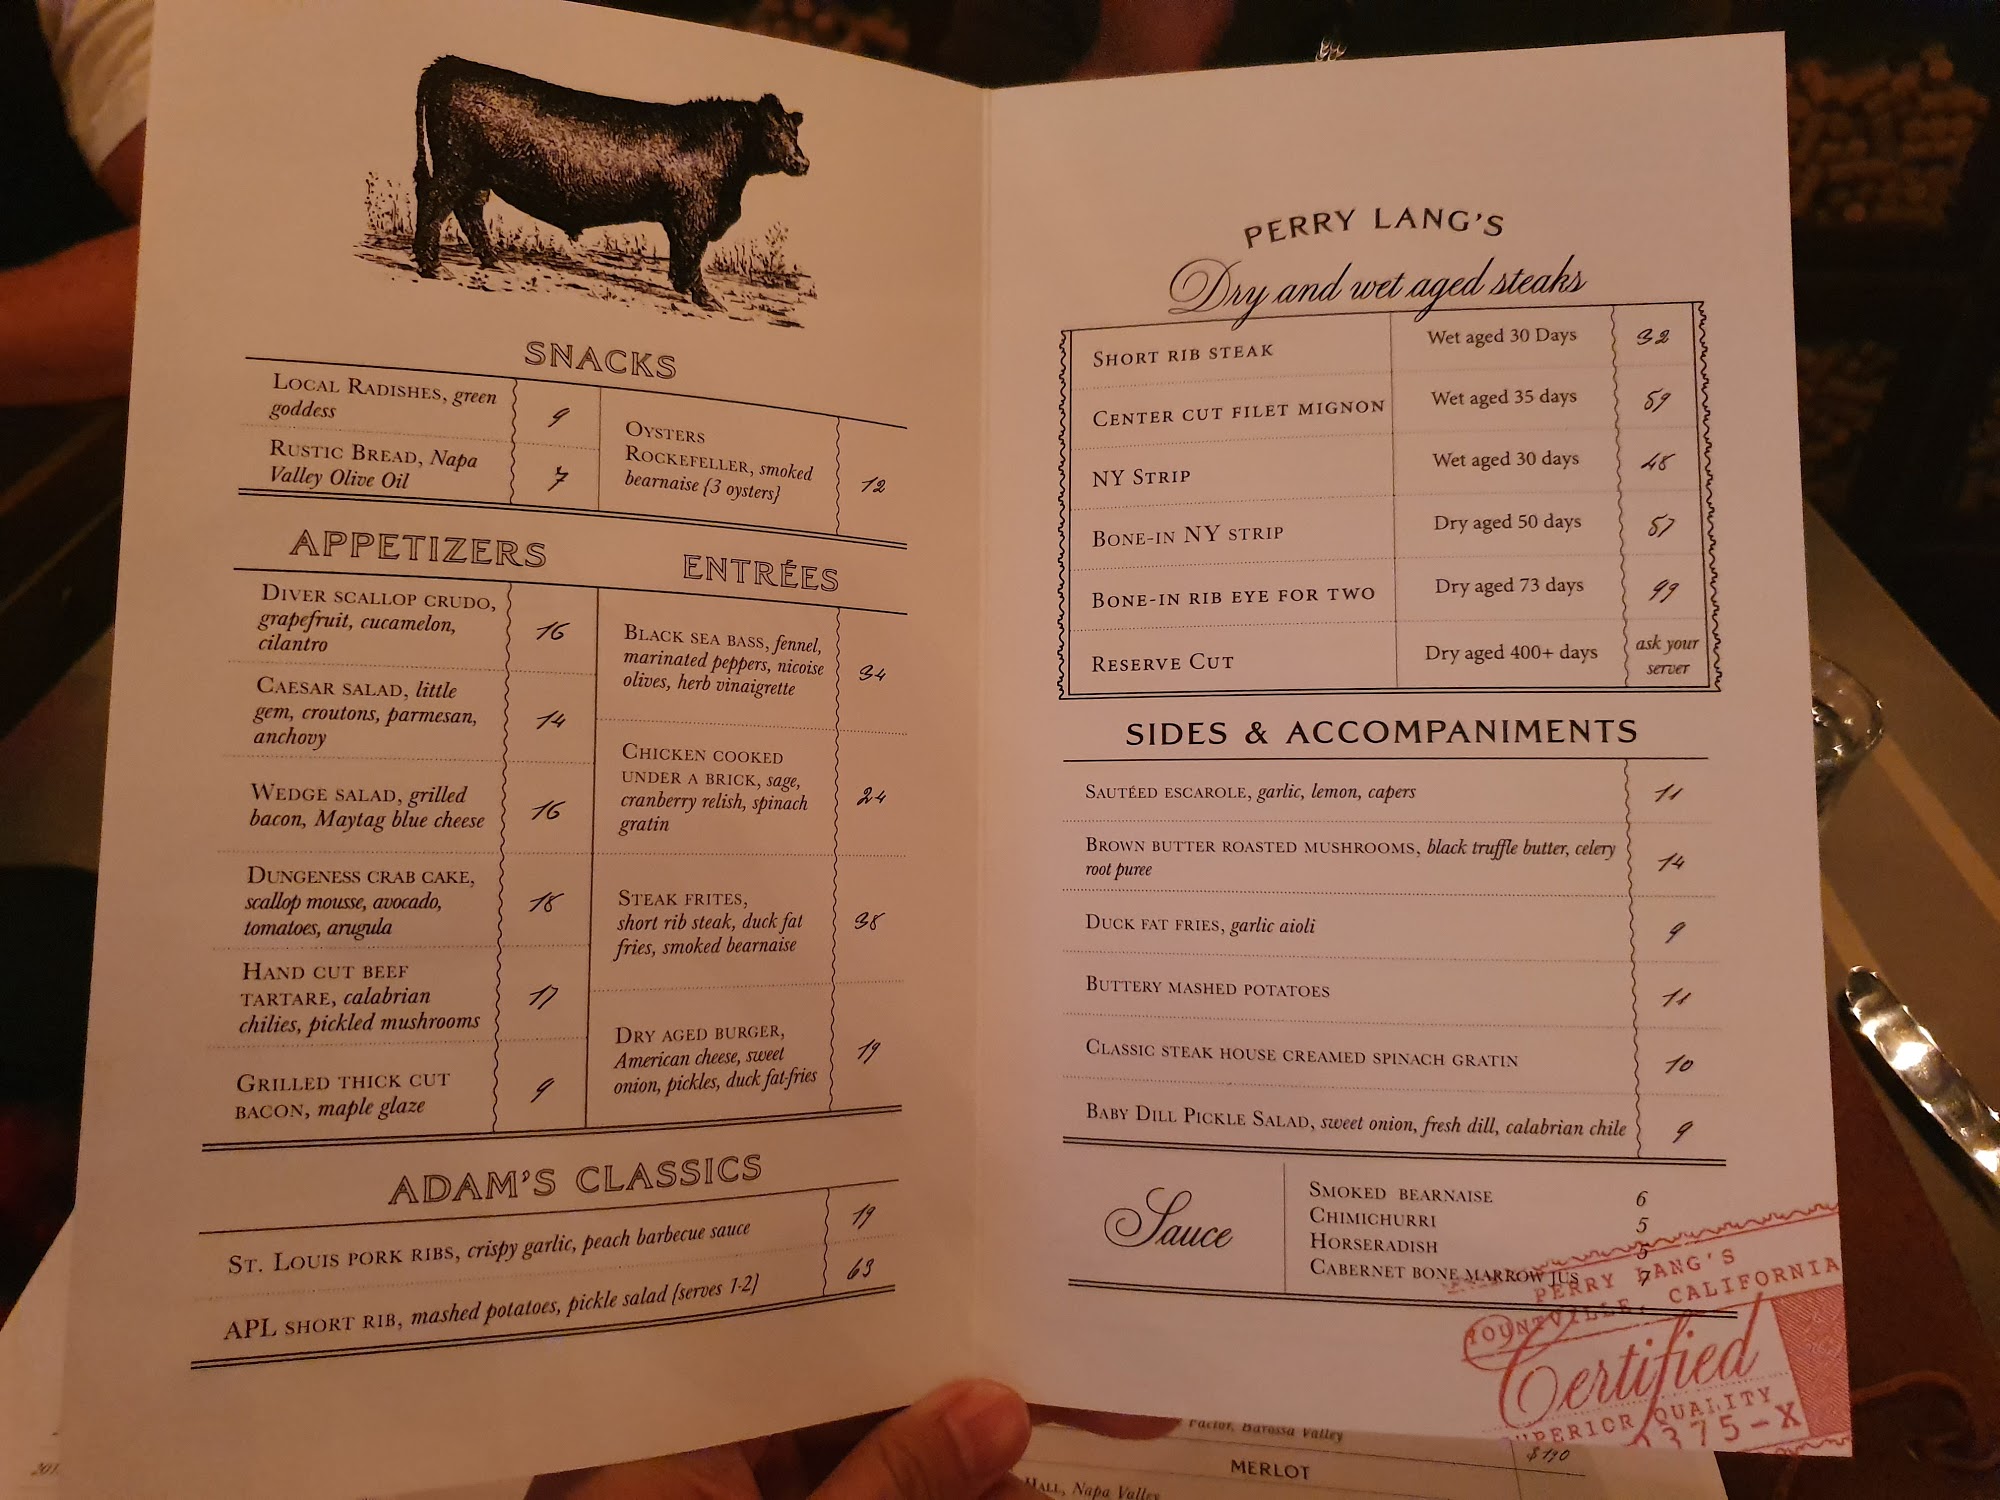 SNACKS
LOCAL RADISHES, green
goddess
9
RUSTIC BREAD, Napa
Valley Olive Oil
7
OYSTERS
ROCKEFELLER, smoked
bearnaise {3 oysters}
12
APPETIZERS
DIVER SCALLOP CRUDO,
grapefruit, cucamelon,
cilantro
16
CAESAR SALAD, little
gem, croutons, parmesan,
anchovy
14
WEDGE SALAD, grilled
bacon, Maytag blue cheese
16
DUNGENESS CRAB CAKE,
scallop mousse, avocado,
tomatoes, arugula
18
HAND CUT BEEF
TARTARE, calabrian
chilies, pickled mushrooms
17
GRILLED THICK CUT
BACON, maple glaze
9
ENTRÉES
BLACK SEA BASS, fennel,
marinated peppers, nicoise
olives, herb vinaigrette
34
CHICKEN COOKED
UNDER A BRICK, sage,
cranberry relish, spinach
gratin
24
STEAK FRITES,
short rib steak, duck fat
fries, smoked bearnaise
38
DRY AGED BURGER,
American cheese, sweet
onion, pickles, duck fat-fries
19
ADAM'S CLASSICS
ST. LOUIS PORK RIBS, crispy garlic, peach barbecue sauce
19
APL SHORT RIB, mashed potatoes, pickle salad {serves 1-2}
63
PERRY LANG'S
Dry and wet aged steaks
SHORT RIB STEAK Wet aged 30 Days 32
CENTER CUT FILET MIGNON Wet aged 35 days 59
NY STRIP Wet aged 30 days 48
BONE-IN NY STRIP Dry aged 50 days 57
BONE-IN RIB EYE FOR TWO Dry aged 73 days 99
RESERVE CUT Dry aged 400+ days ask your
server
SIDES & ACCOMPANIMENTS
SAUTÉED ESCAROLE, garlic, lemon, capers 11
BROWN BUTTER ROASTED MUSHROOMS, black truffle butter, celery
root puree
14
DUCK FAT FRIES, garlic aioli 9
BUTTERY MASHED POTATOES 11
CLASSIC STEAK HOUSE CREAMED SPINACH GRATIN 10
BABY DILL PICKLE SALAD, sweet onion, fresh dill, calabrian chile 9
Sauce
SMOKED BEARNAISE 6
CHIMICHURRI 5
HORSERADISH 5
CABERNET BONE MARROW JUS 7
PERRY LANG'S
YOUNTVILLE, CALIFORNIA
Certified
SUPERIOR QUALITY
375-X
Factor, Barossa Valley
$190
MERLOT
HALL, Napa Valley
201